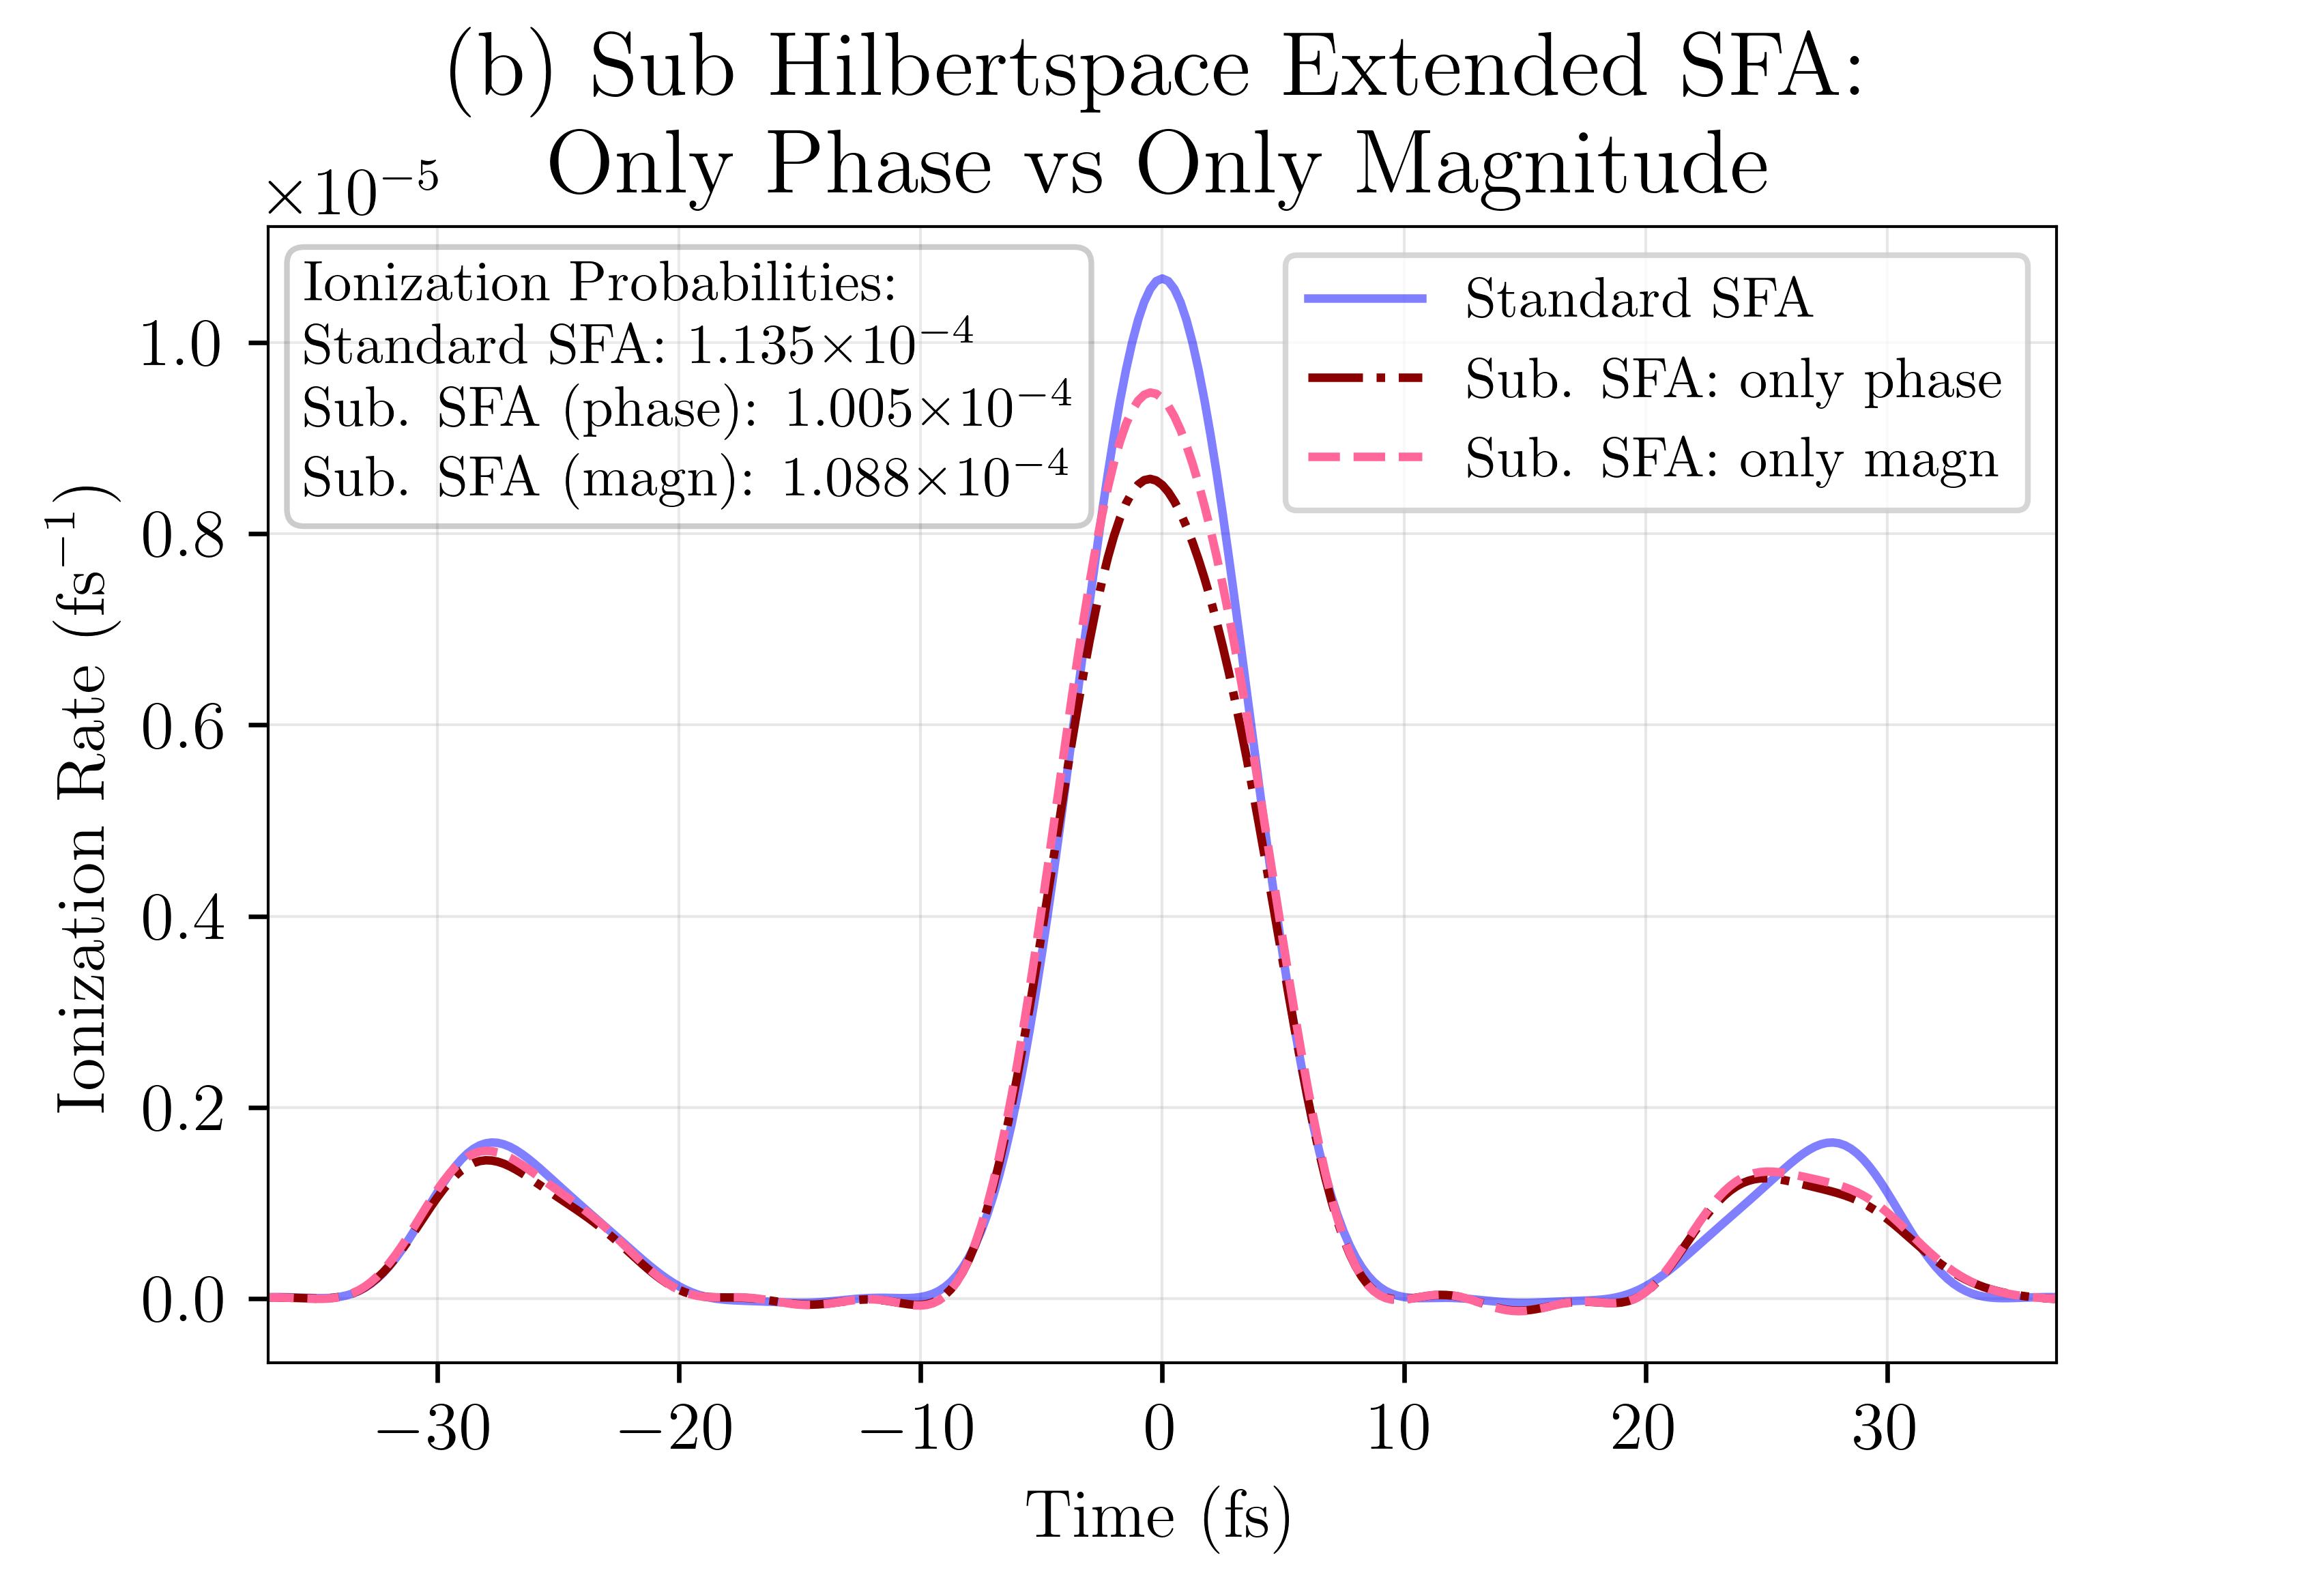 (b) Sub Hilbertspace Extended SFA:
Only Phase vs Only Magnitude
×10⁻⁵
Ionization Probabilities:
Standard SFA: 1.135×10⁻⁴
Sub. SFA (phase): 1.005×10⁻⁴
Sub. SFA (magn): 1.088×10⁻⁴
Standard SFA
Sub. SFA: only phase
Sub. SFA: only magn
Ionization Rate (fs⁻¹)
1.0
0.8
0.6
0.4
0.2
0.0
−30 −20 −10 0 10 20 30
Time (fs)